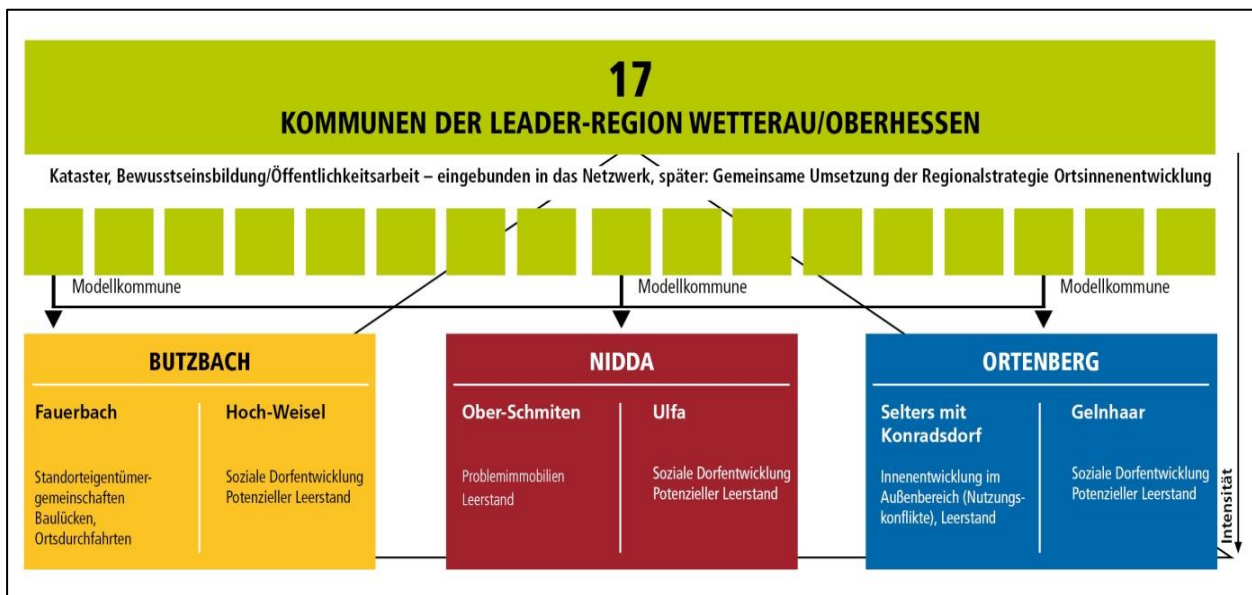 17
KOMMUNEN DER LEADER-REGION WETTERAU/OBERHESSEN
Kataster, Bewusstseinsbildung/Öffentlichkeitsarbeit – eingebunden in das Netzwerk, später: Gemeinsame Umsetzung der Regionalstrategie Ortsinnenentwicklung
Modellkommune
Modellkommune
Modellkommune
BUTZBACH
Fauerbach
Standorteigentümer-
gemeinschaften
Baulücken,
Ortsdurchfahrten
Hoch-Weisel
Soziale Dorfentwicklung
Potenzieller Leerstand
NIDDA
Ober-Schmiten
Problemimmobilien
Leerstand
Ulfa
Soziale Dorfentwicklung
Potenzieller Leerstand
ORTENBERG
Selters mit
Konradsdorf
Innenentwicklung im
Außenbereich (Nutzungs-
konflikte), Leerstand
Gelnhaar
Soziale Dorfentwicklung
Potenzieller Leerstand
Intensität